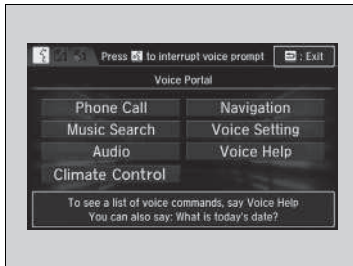 Press to interrupt voice prompt : Exit
Voice Portal
Phone Call Navigation
Music Search Voice Setting
Audio Voice Help
Climate Control
To see a list of voice commands, say Voice Help
You can also say: What is today's date?